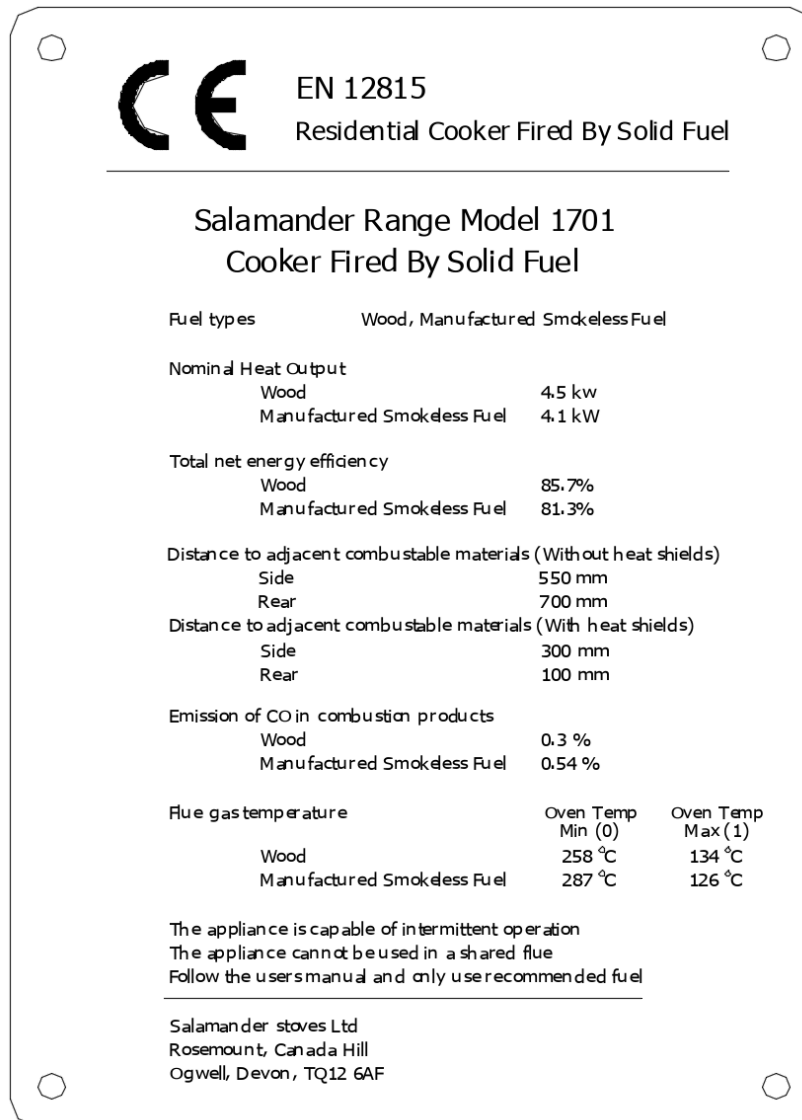 CE
EN 12815
Residential Cooker Fired By Solid Fuel
Salamander Range Model 1701
Cooker Fired By Solid Fuel
Fuel types Wood, Manufactured Smokeless Fuel
Nominal Heat Output
Wood 4.5 kw
Manufactured Smokeless Fuel 4.1 kW
Total net energy efficiency
Wood 85.7%
Manufactured Smokeless Fuel 81.3%
Distance to adjacent combustable materials (Without heat shields)
Side 550 mm
Rear 700 mm
Distance to adjacent combustable materials (With heat shields)
Side 300 mm
Rear 100 mm
Emission of CO in combustion products
Wood 0.3 %
Manufactured Smokeless Fuel 0.54 %
Flue gas temperature Oven Temp Oven Temp
Min (0) Max (1)
Wood 258 °C 134 °C
Manufactured Smokeless Fuel 287 °C 126 °C
The appliance is capable of intermittent operation
The appliance cannot be used in a shared flue
Follow the users manual and only use recommended fuel
Salamander stoves Ltd
Rosemount, Canada Hill
Ogwell, Devon, TQ12 6AF